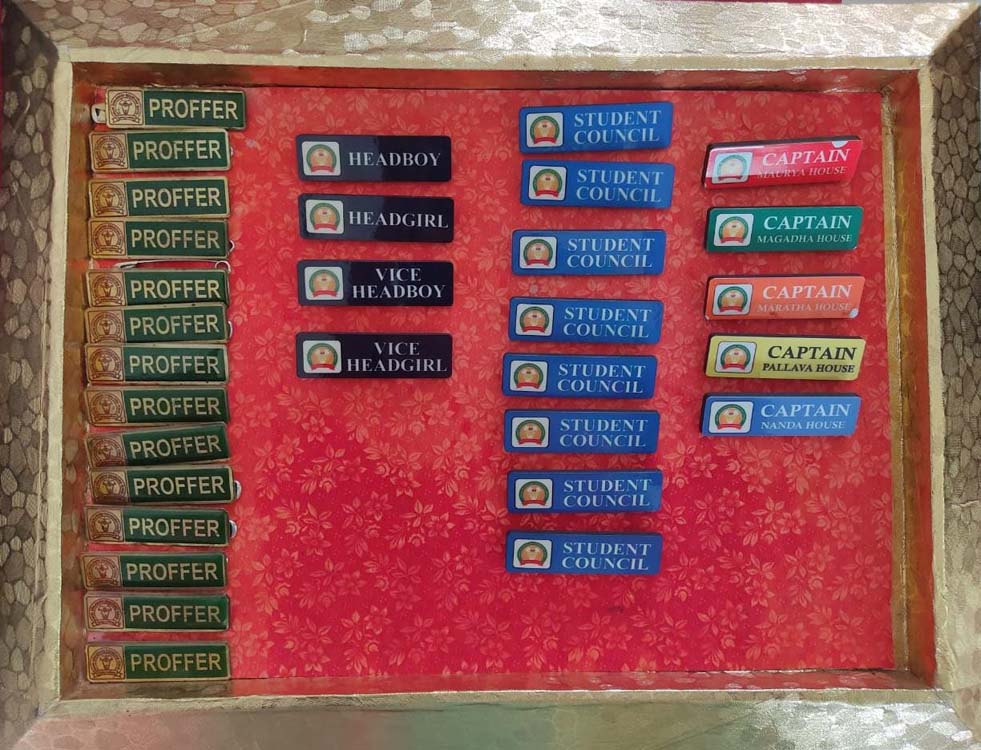 PROFFER
PROFFER
PROFFER
PROFFER
PROFFER
PROFFER
PROFFER
PROFFER
PROFFER
PROFFER
PROFFER
PROFFER
PROFFER
PROFFER
HEADBOY
HEADGIRL
VICE
HEADBOY
VICE
HEADGIRL
STUDENT
COUNCIL
STUDENT
COUNCIL
STUDENT
COUNCIL
STUDENT
COUNCIL
STUDENT
COUNCIL
STUDENT
COUNCIL
STUDENT
COUNCIL
STUDENT
COUNCIL
CAPTAIN
MAURYA HOUSE
CAPTAIN
MAGADHA HOUSE
CAPTAIN
MARATHA HOUSE
CAPTAIN
PALLAVA HOUSE
CAPTAIN
NANDA HOUSE